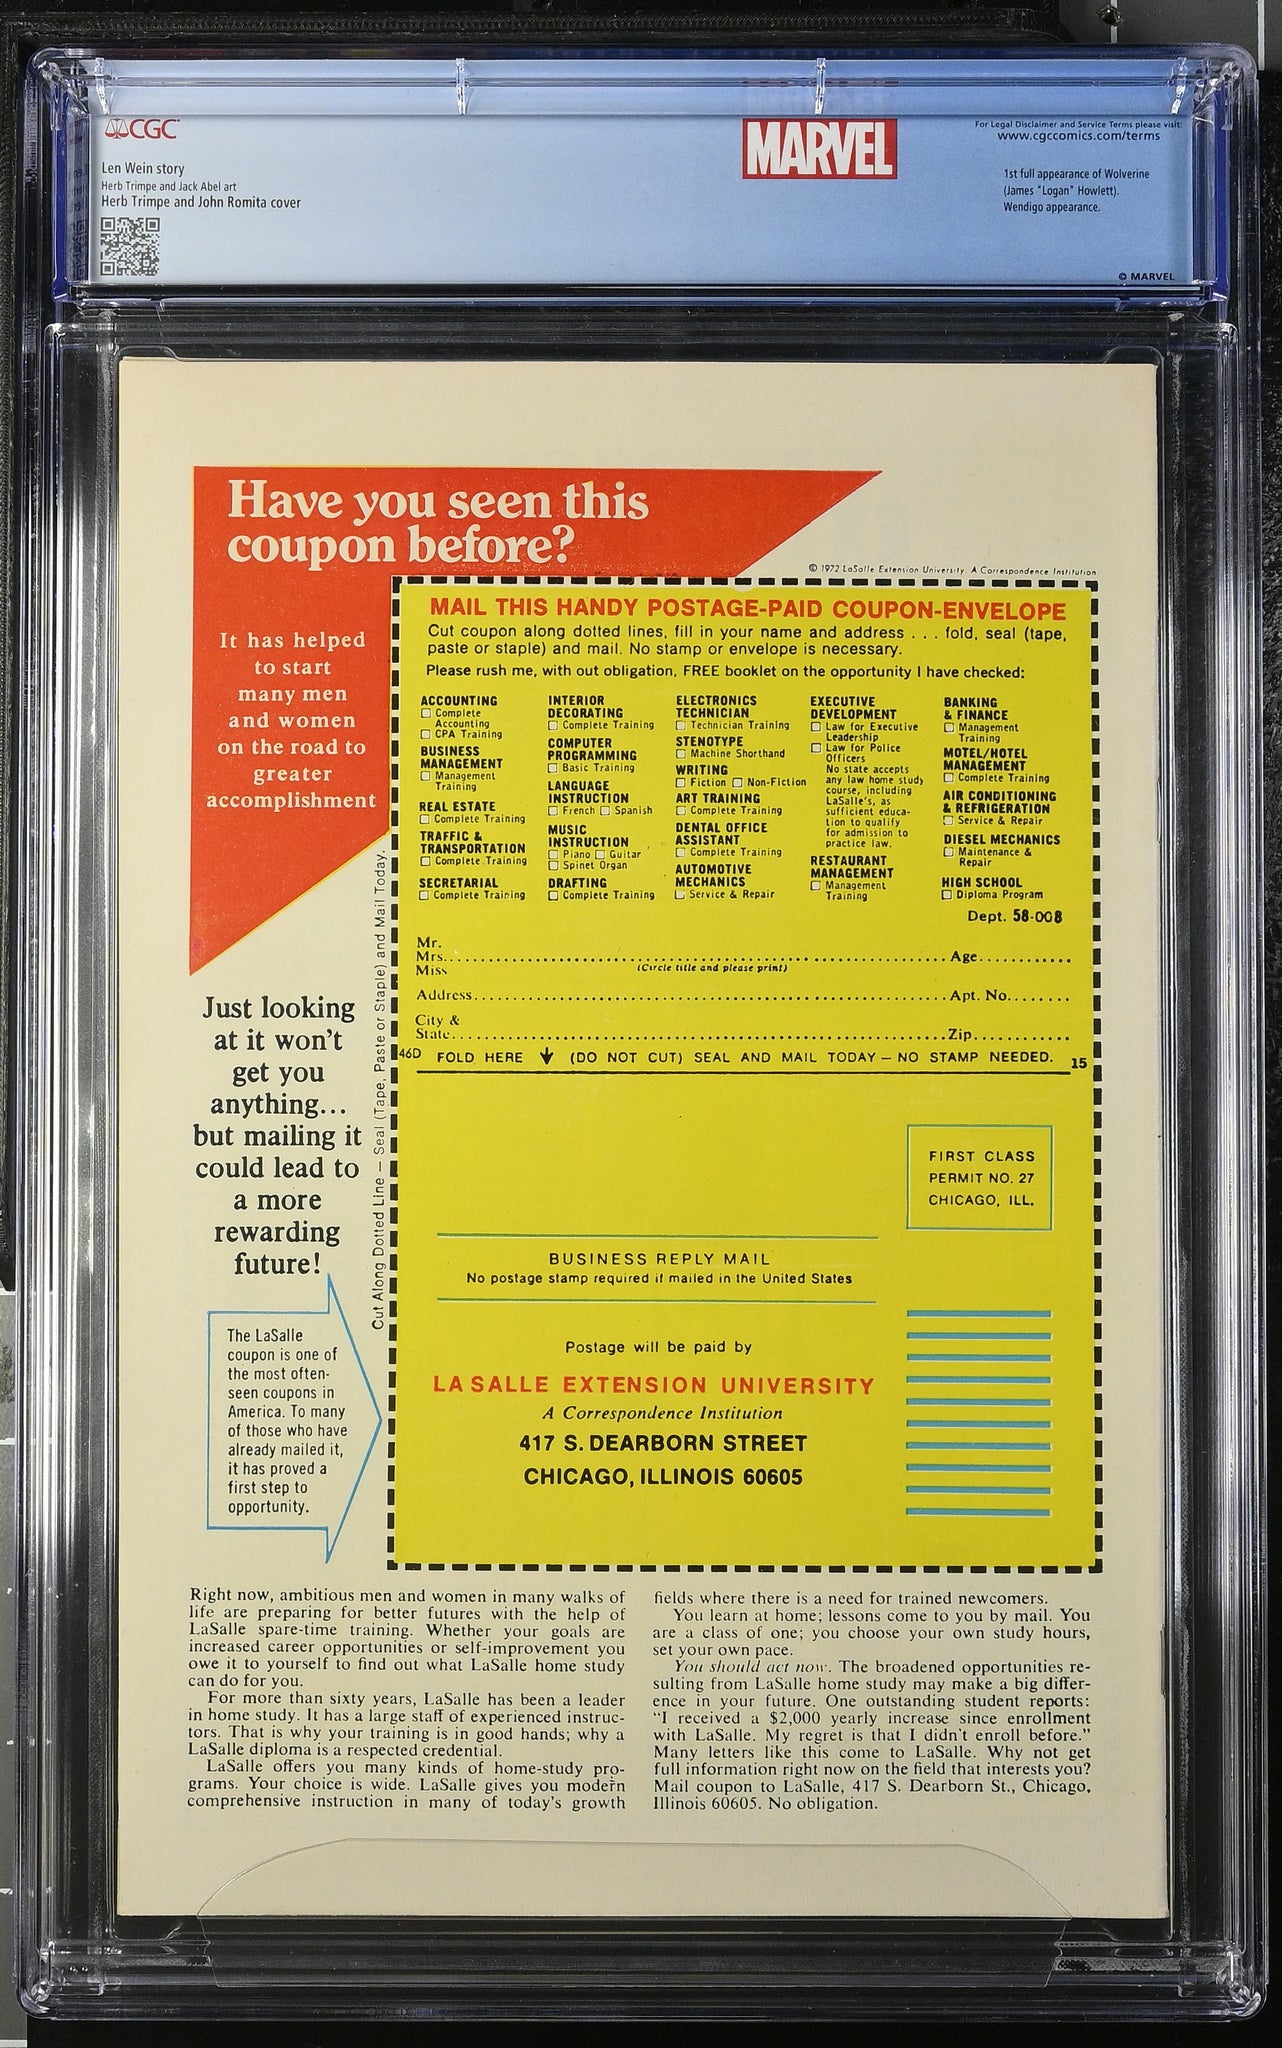 CGC
Len Wein story
Herb Trimpe and Jack Abel art
Herb Trimpe and John Romita cover
MARVEL
For Legal Disclaimer and Service Terms please visit:
www.cgccomics.com/terms
1st full appearance of Wolverine
(James "Logan" Howlett).
Wendigo appearance.
© MARVEL
Have you seen this
coupon before?
© 1972 LaSalle Extension University A Correspondence Institution
It has helped
to start
many men
and women
on the road to
greater
accomplishment
MAIL THIS HANDY POSTAGE-PAID COUPON-ENVELOPE
Cut coupon along dotted lines, fill in your name and address . . . fold, seal (tape,
paste or staple) and mail. No stamp or envelope is necessary.
Please rush me, with out obligation, FREE booklet on the opportunity I have checked:
ACCOUNTING
Complete
Accounting
CPA Training
BUSINESS
MANAGEMENT
Management
Training
REAL ESTATE
Complete Training
TRAFFIC &
TRANSPORTATION
Complete Training
SECRETARIAL
Complete Training
INTERIOR
DECORATING
Complete Training
COMPUTER
PROGRAMMING
Basic Training
LANGUAGE
INSTRUCTION
French Spanish
MUSIC
INSTRUCTION
Piano Guitar
Spinet Organ
DRAFTING
Complete Training
ELECTRONICS
TECHNICIAN
Technician Training
STENOTYPE
Machine Shorthand
WRITING
Fiction Non-Fiction
ART TRAINING
Complete Training
DENTAL OFFICE
ASSISTANT
Complete Training
AUTOMOTIVE
MECHANICS
Service & Repair
EXECUTIVE
DEVELOPMENT
Law for Executive
Leadership
Law for Police
Officers
No state accepts
any law home study
course, including
LaSalle's, as
sufficient educa-
tion to qualify
for admission to
practice law.
RESTAURANT
MANAGEMENT
Management
Training
BANKING
& FINANCE
Management
Training
MOTEL/HOTEL
MANAGEMENT
Complete Training
AIR CONDITIONING
& REFRIGERATION
Service & Repair
DIESEL MECHANICS
Maintenance &
Repair
HIGH SCHOOL
Diploma Program
Dept. 58-008
Mr.
Mrs. Age
Miss (Circle title and please print)
Address Apt. No.
City &
State Zip
46D FOLD HERE (DO NOT CUT) SEAL AND MAIL TODAY — NO STAMP NEEDED. 15
Cut Along Dotted Line — Seal (Tape, Paste or Staple) and Mail Today.
Just looking
at it won't
get you
anything...
but mailing it
could lead to
a more
rewarding
future!
The LaSalle
coupon is one of
the most often-
seen coupons in
America. To many
of those who have
already mailed it,
it has proved a
first step to
opportunity.
FIRST CLASS
PERMIT NO. 27
CHICAGO, ILL.
BUSINESS REPLY MAIL
No postage stamp required if mailed in the United States
Postage will be paid by
LA SALLE EXTENSION UNIVERSITY
A Correspondence Institution
417 S. DEARBORN STREET
CHICAGO, ILLINOIS 60605
Right now, ambitious men and women in many walks of
life are preparing for better futures with the help of
LaSalle spare-time training. Whether your goals are
increased career opportunities or self-improvement you
owe it to yourself to find out what LaSalle home study
can do for you.
For more than sixty years, LaSalle has been a leader
in home study. It has a large staff of experienced instruc-
tors. That is why your training is in good hands; why a
LaSalle diploma is a respected credential.
LaSalle offers you many kinds of home-study pro-
grams. Your choice is wide. LaSalle gives you modern
comprehensive instruction in many of today's growth
fields where there is a need for trained newcomers.
You learn at home; lessons come to you by mail. You
are a class of one; you choose your own study hours,
set your own pace.
You should act now. The broadened opportunities re-
sulting from LaSalle home study may make a big differ-
ence in your future. One outstanding student reports:
"I received a $2,000 yearly increase since enrollment
with LaSalle. My regret is that I didn't enroll before."
Many letters like this come to LaSalle. Why not get
full information right now on the field that interests you?
Mail coupon to LaSalle, 417 S. Dearborn St., Chicago,
Illinois 60605. No obligation.